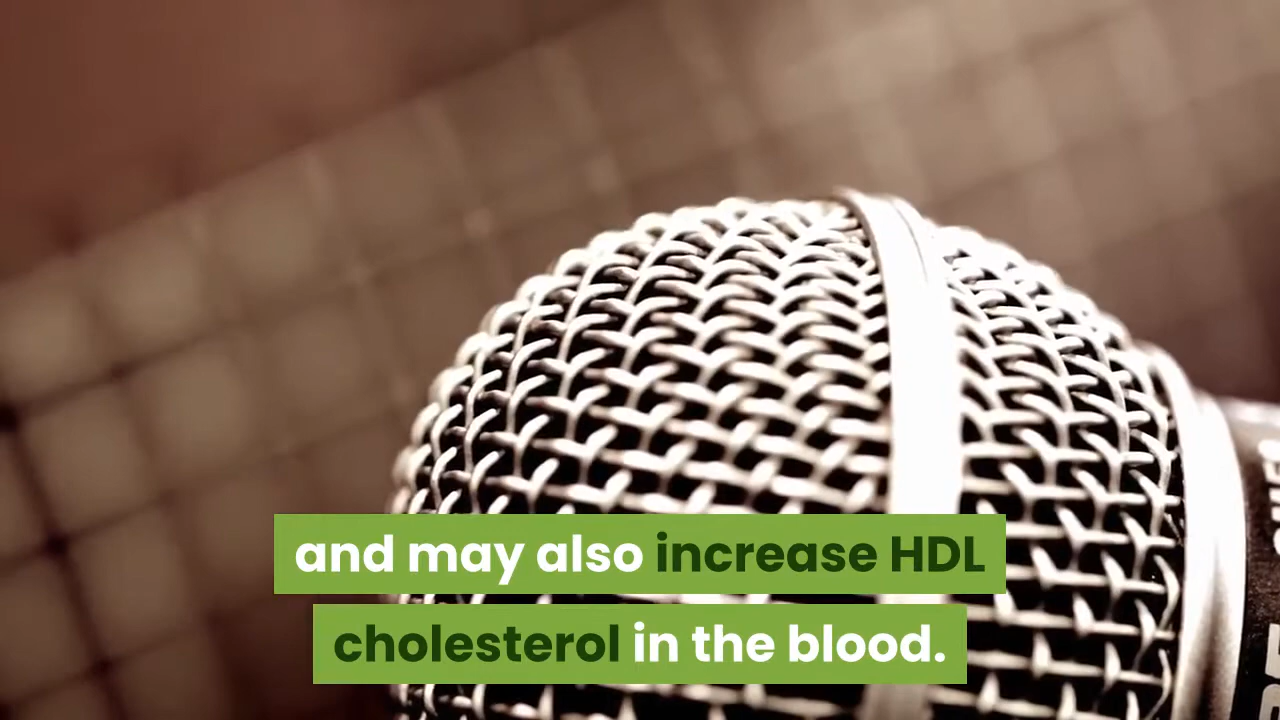 and may also increase HDL
cholesterol in the blood.